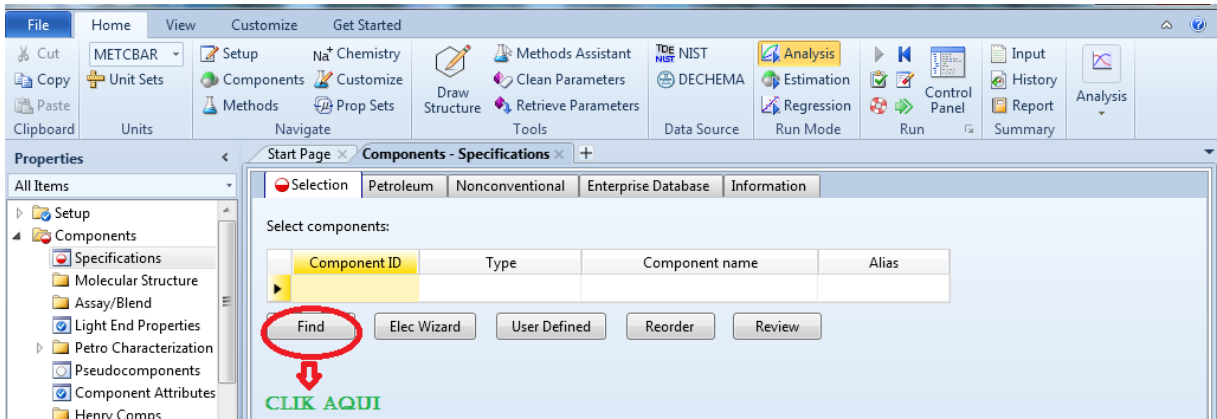 File Home View Customize Get Started
Cut METCBAR Setup Na+ Chemistry Methods Assistant TDE NIST NIST Analysis Input
Copy Unit Sets Components Customize Draw Structure Clean Parameters DECHEMA Estimation Control Panel History Analysis
Paste Methods Prop Sets Retrieve Parameters Regression Report
Clipboard Units Navigate Tools Data Source Run Mode Run Summary
Properties Start Page Components - Specifications
All Items Selection Petroleum Nonconventional Enterprise Database Information
Setup
Components Select components:
Specifications Component ID Type Component name Alias
Molecular Structure
Assay/Blend
Light End Properties Find Elec Wizard User Defined Reorder Review
Petro Characterization
Pseudocomponents
Component Attributes CLIK AQUI
Henry Comps